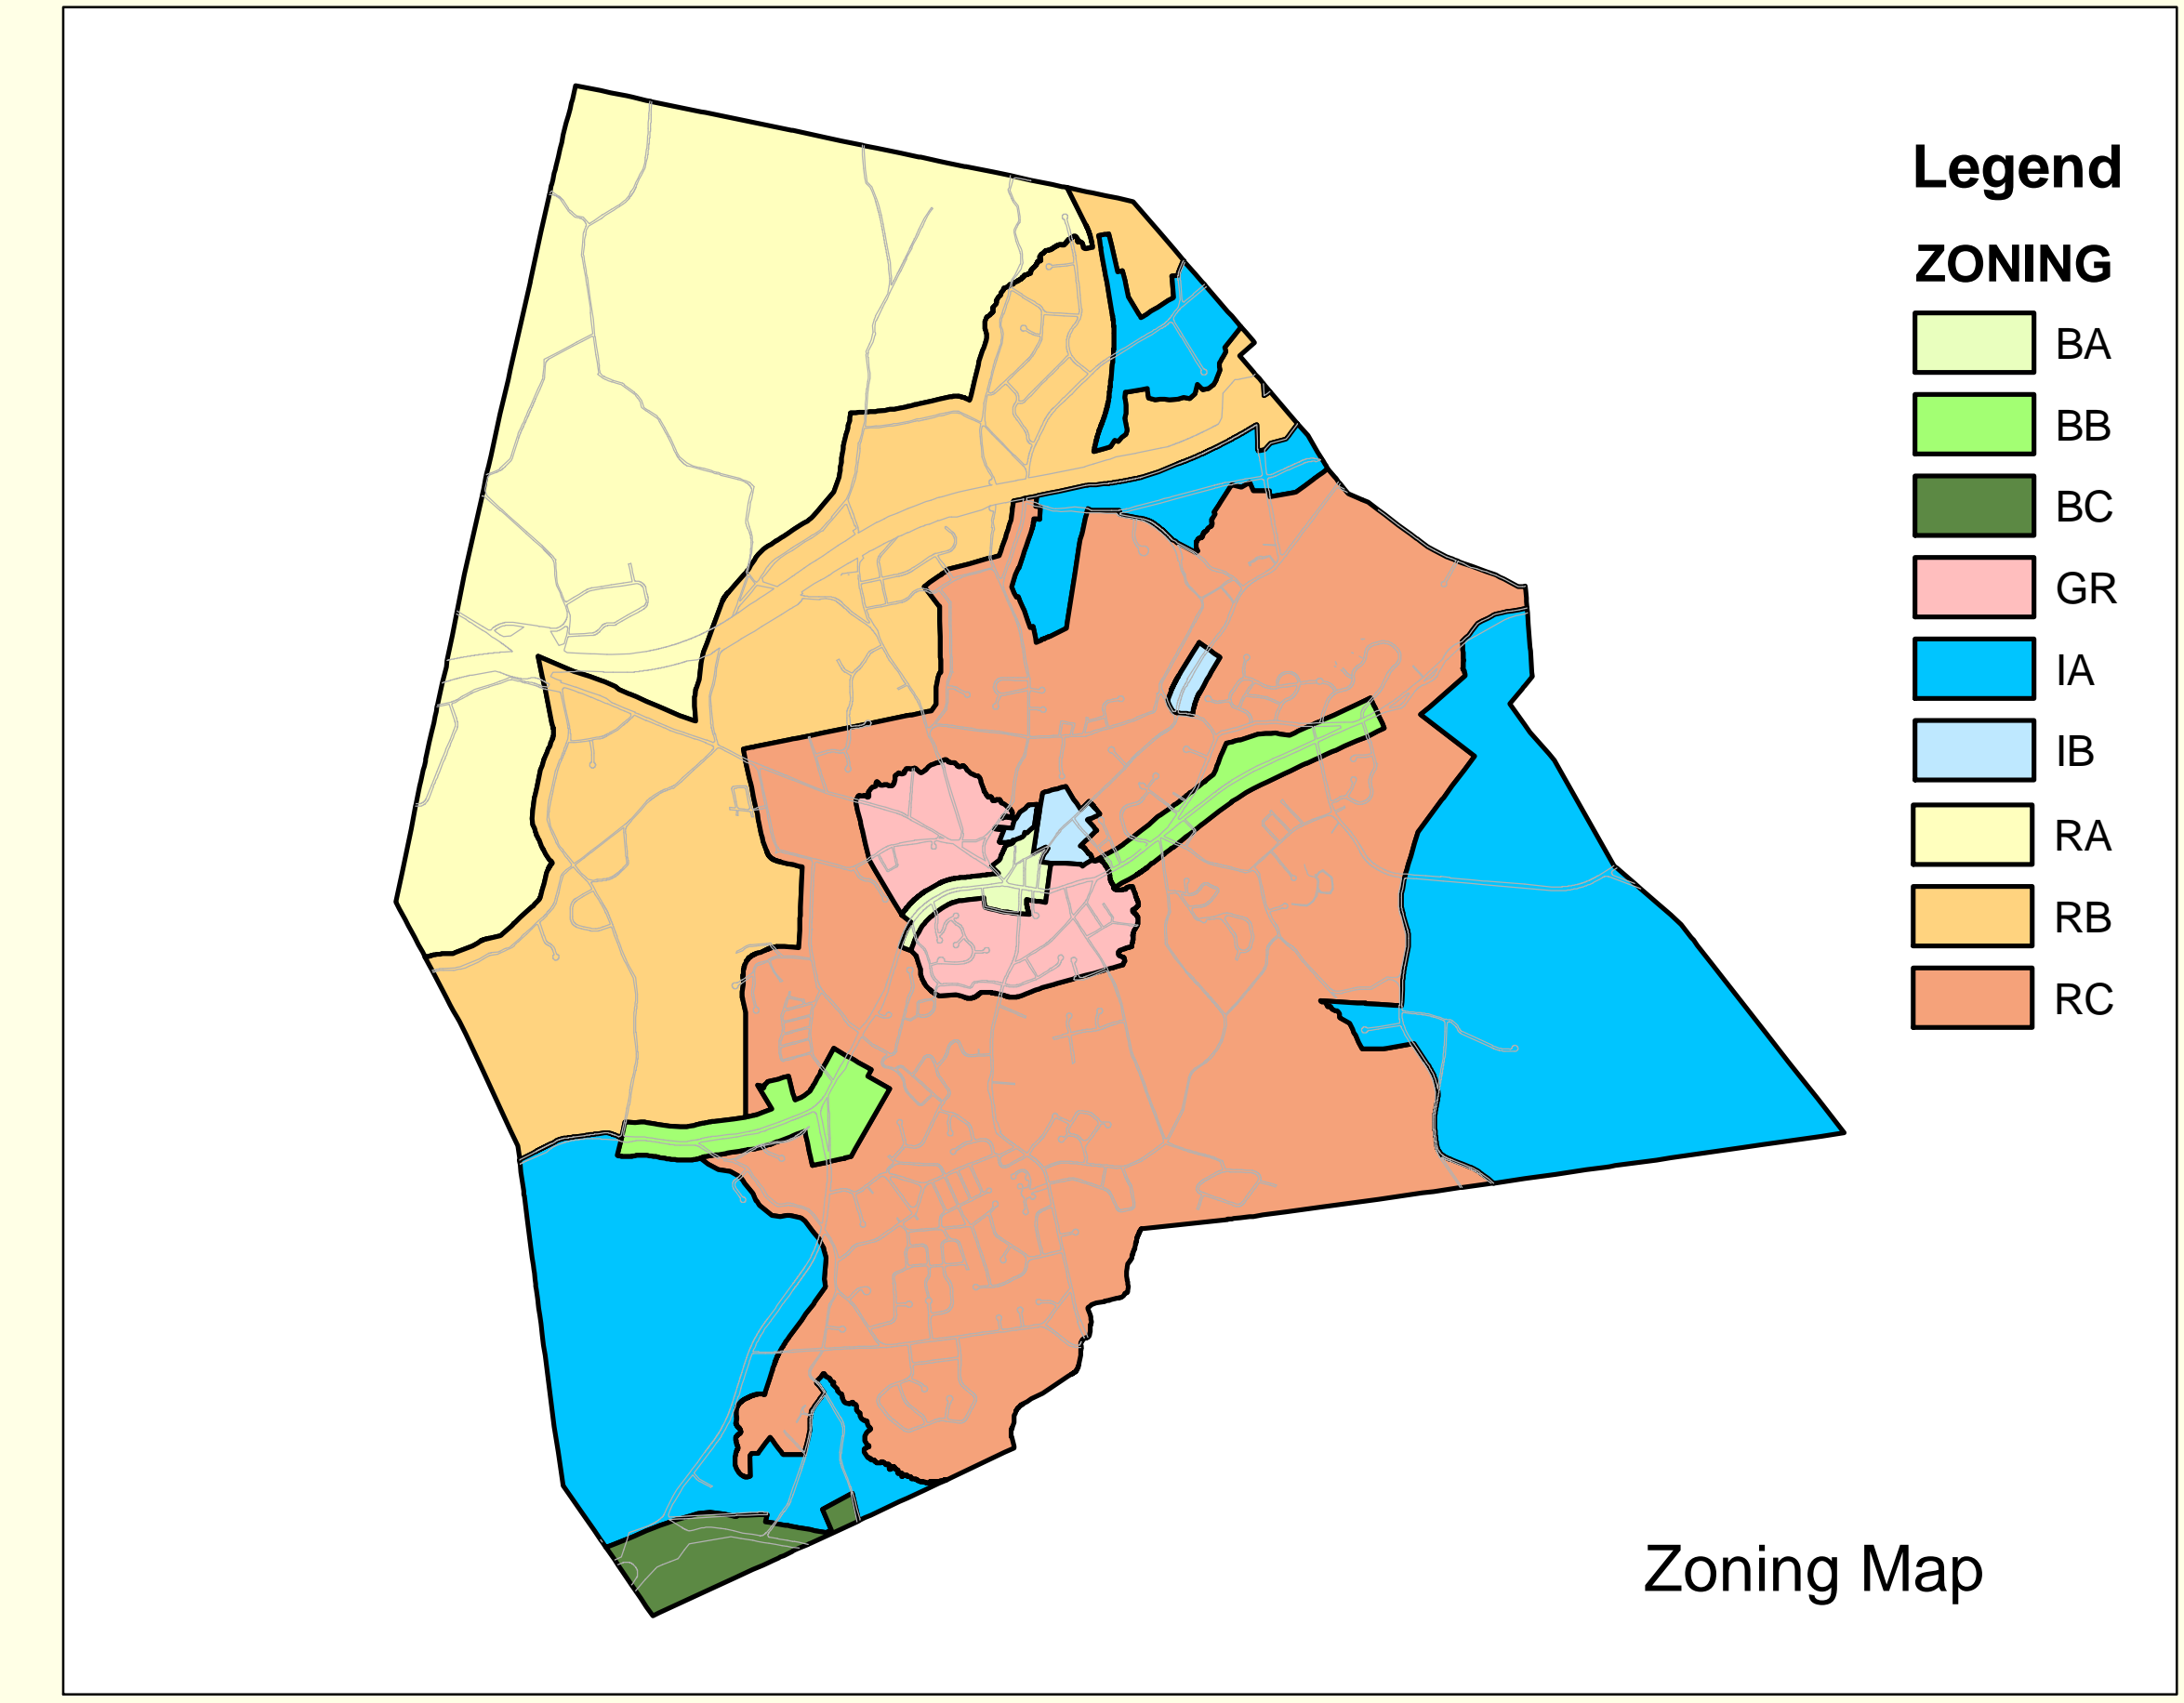 Legend
ZONING
BA
BB
BC
GR
IA
IB
RA
RB
RC
Zoning Map